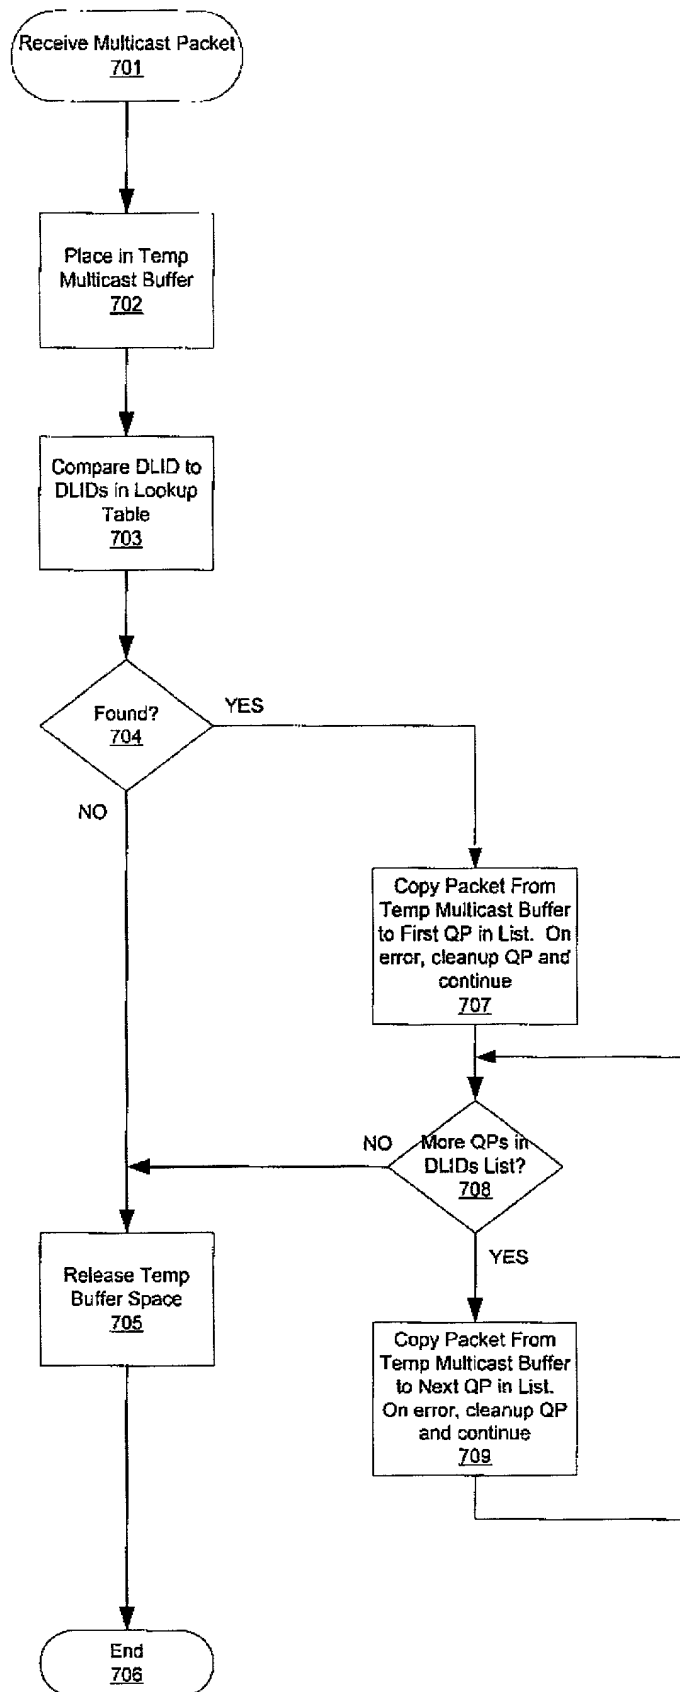 Receive Multicast Packet
701
Place in Temp
Multicast Buffer
702
Compare DLID to
DLIDs in Lookup
Table
703
Found?
704
YES
NO
Copy Packet From
Temp Multicast Buffer
to First QP in List. On
error, cleanup QP and
continue
707
NO
More QPs in
DLIDs List?
708
YES
Release Temp
Buffer Space
705
Copy Packet From
Temp Multicast Buffer
to Next QP in List.
On error, cleanup QP
and continue
709
End
706